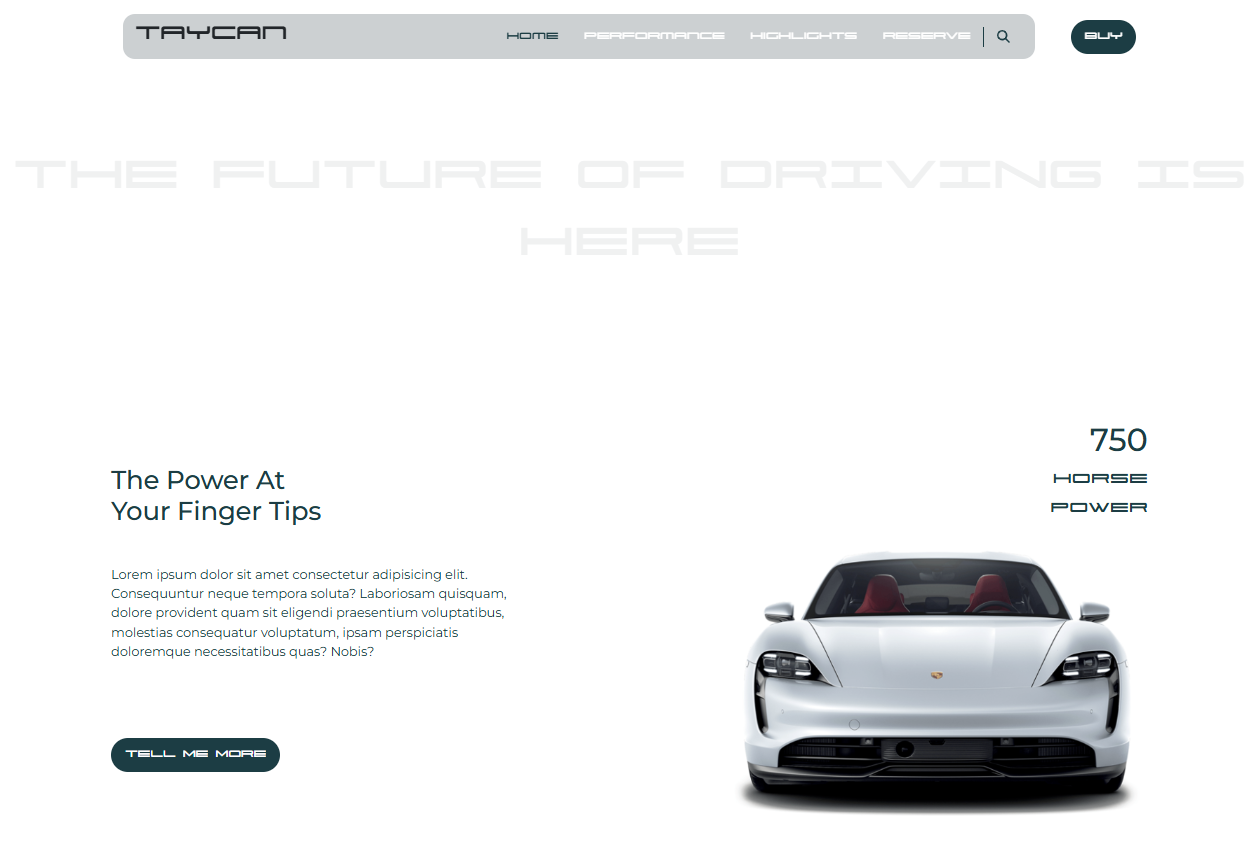 TAYCAN
HOME PERFORMANCE HIGHLIGHTS RESERVE
BUY
THE FUTURE OF DRIVING IS
HERE
750
HORSE
POWER
The Power At
Your Finger Tips
Lorem ipsum dolor sit amet consectetur adipisicing elit.
Consequuntur neque tempora soluta? Laboriosam quisquam,
dolore provident quam sit eligendi praesentium voluptatibus,
molestias consequatur voluptatum, ipsam perspiciatis
doloremque necessitatibus quas? Nobis?
TELL ME MORE